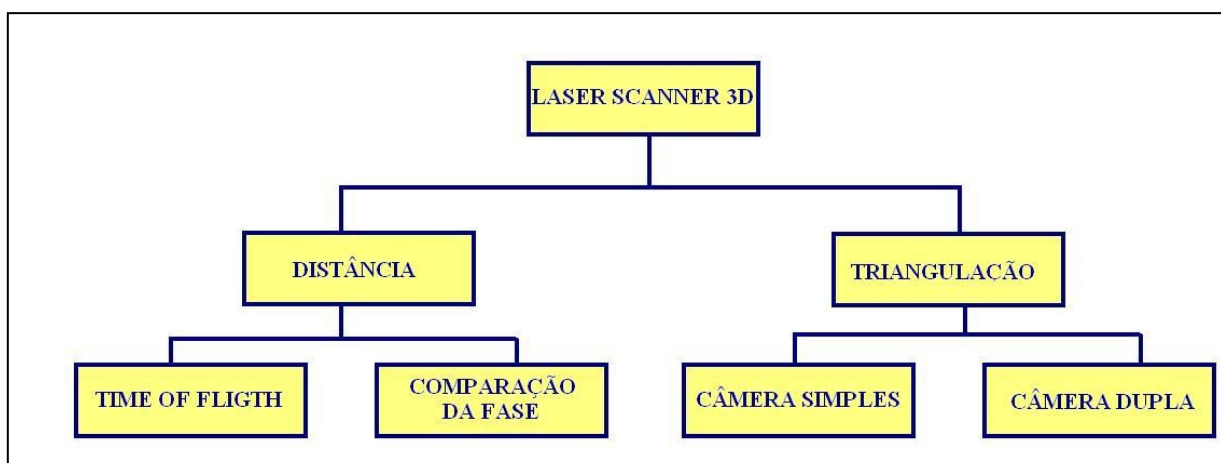 LASER SCANNER 3D
DISTÂNCIA
TRIANGULAÇÃO
TIME OF FLIGTH
COMPARAÇÃO
DA FASE
CÂMERA SIMPLES
CÂMERA DUPLA